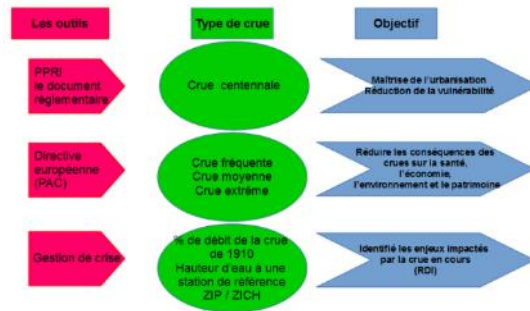 Les outils
Type de crue
Objectif
PPRI
le document
réglementaire
Crue centennale
Maîtrise de l'urbanisation
Réduction de la vulnérabilité
Directive
européenne
(PAC)
Crue fréquente
Crue moyenne
Crue extrême
Réduire les conséquences des
crues sur la santé,
l'économie,
l'environnement et le patrimoine
Gestion de crise
% de débit de la crue
de 1910
Hauteur d'eau à une
station de référence
ZIP / ZICH
Identifié les enjeux impactés
par la crue en cours
(RDI)